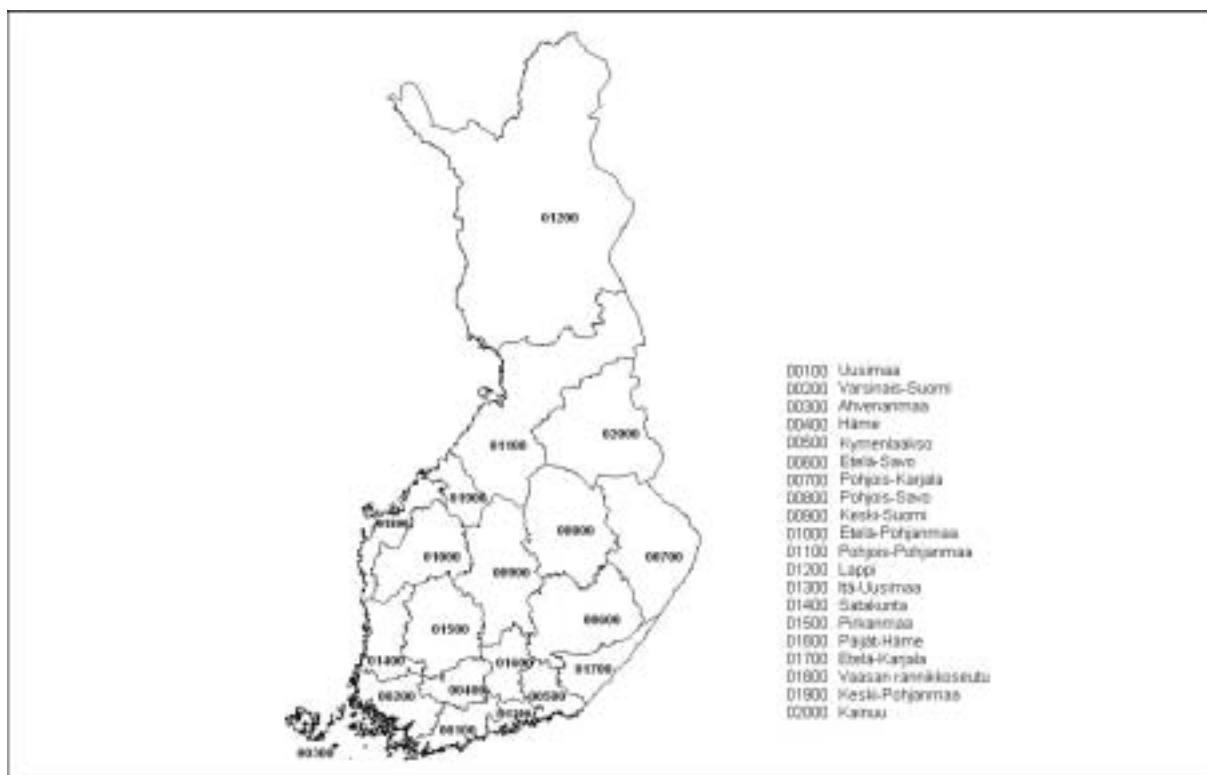 01200
02000
01100
01900
01800
00800
01000
00700
00900
00600
01500
01400
01600
01700
00200
00400
00500
01300
00100
00300
00100 Uusimaa
00200 Varsinais-Suomi
00300 Ahvenanmaa
00400 Häme
00500 Kymenlaakso
00600 Etelä-Savo
00700 Pohjois-Karjala
00800 Pohjois-Savo
00900 Keski-Suomi
01000 Etelä-Pohjanmaa
01100 Pohjois-Pohjanmaa
01200 Lappi
01300 Itä-Uusimaa
01400 Satakunta
01500 Pirkanmaa
01600 Päijät-Häme
01700 Etelä-Karjala
01800 Vaasan rannikkoseutu
01900 Keski-Pohjanmaa
02000 Kainuu